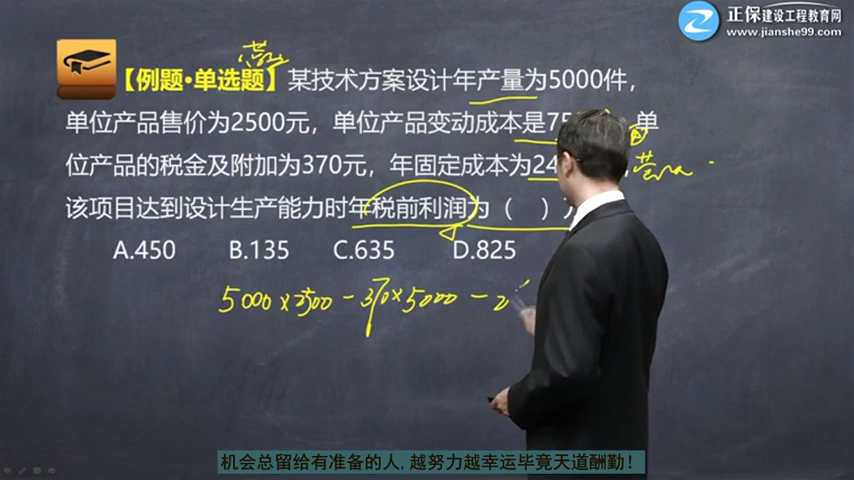 正保建设工程教育网
www.jianshe99.com
【例题·单选题】某技术方案设计年产量为5000件，
单位产品售价为2500元，单位产品变动成本是75 单
位产品的税金及附加为370元，年固定成本为24
该项目达到设计生产能力时年税前利润为（ ）
A.450 B.135 C.635 D.825
5000×2500－370×5000－2
机会总留给有准备的人,越努力越幸运毕竟天道酬勤！